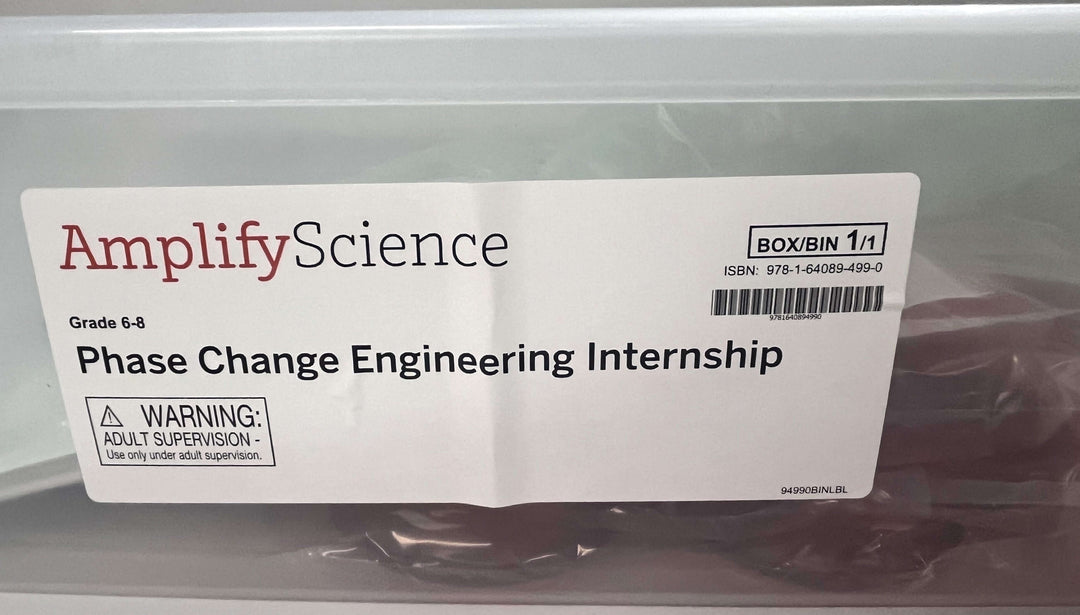 AmplifyScience
BOX/BIN 1/1
ISBN: 978-1-64089-499-0
9781640894990
Grade 6-8
Phase Change Engineering Internship
⚠ WARNING:
ADULT SUPERVISION -
Use only under adult supervision.
94990BINLBL